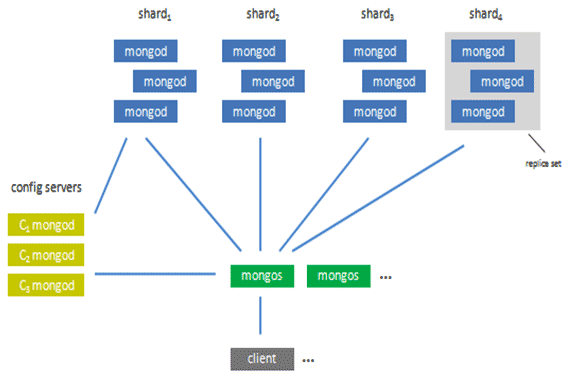 shard₁ shard₂ shard₃ shard₄
mongod mongod mongod mongod
mongod mongod mongod mongod
mongod mongod mongod mongod
replica set
config servers
C₁ mongod
C₂ mongod
C₃ mongod
mongos mongos ...
client ...